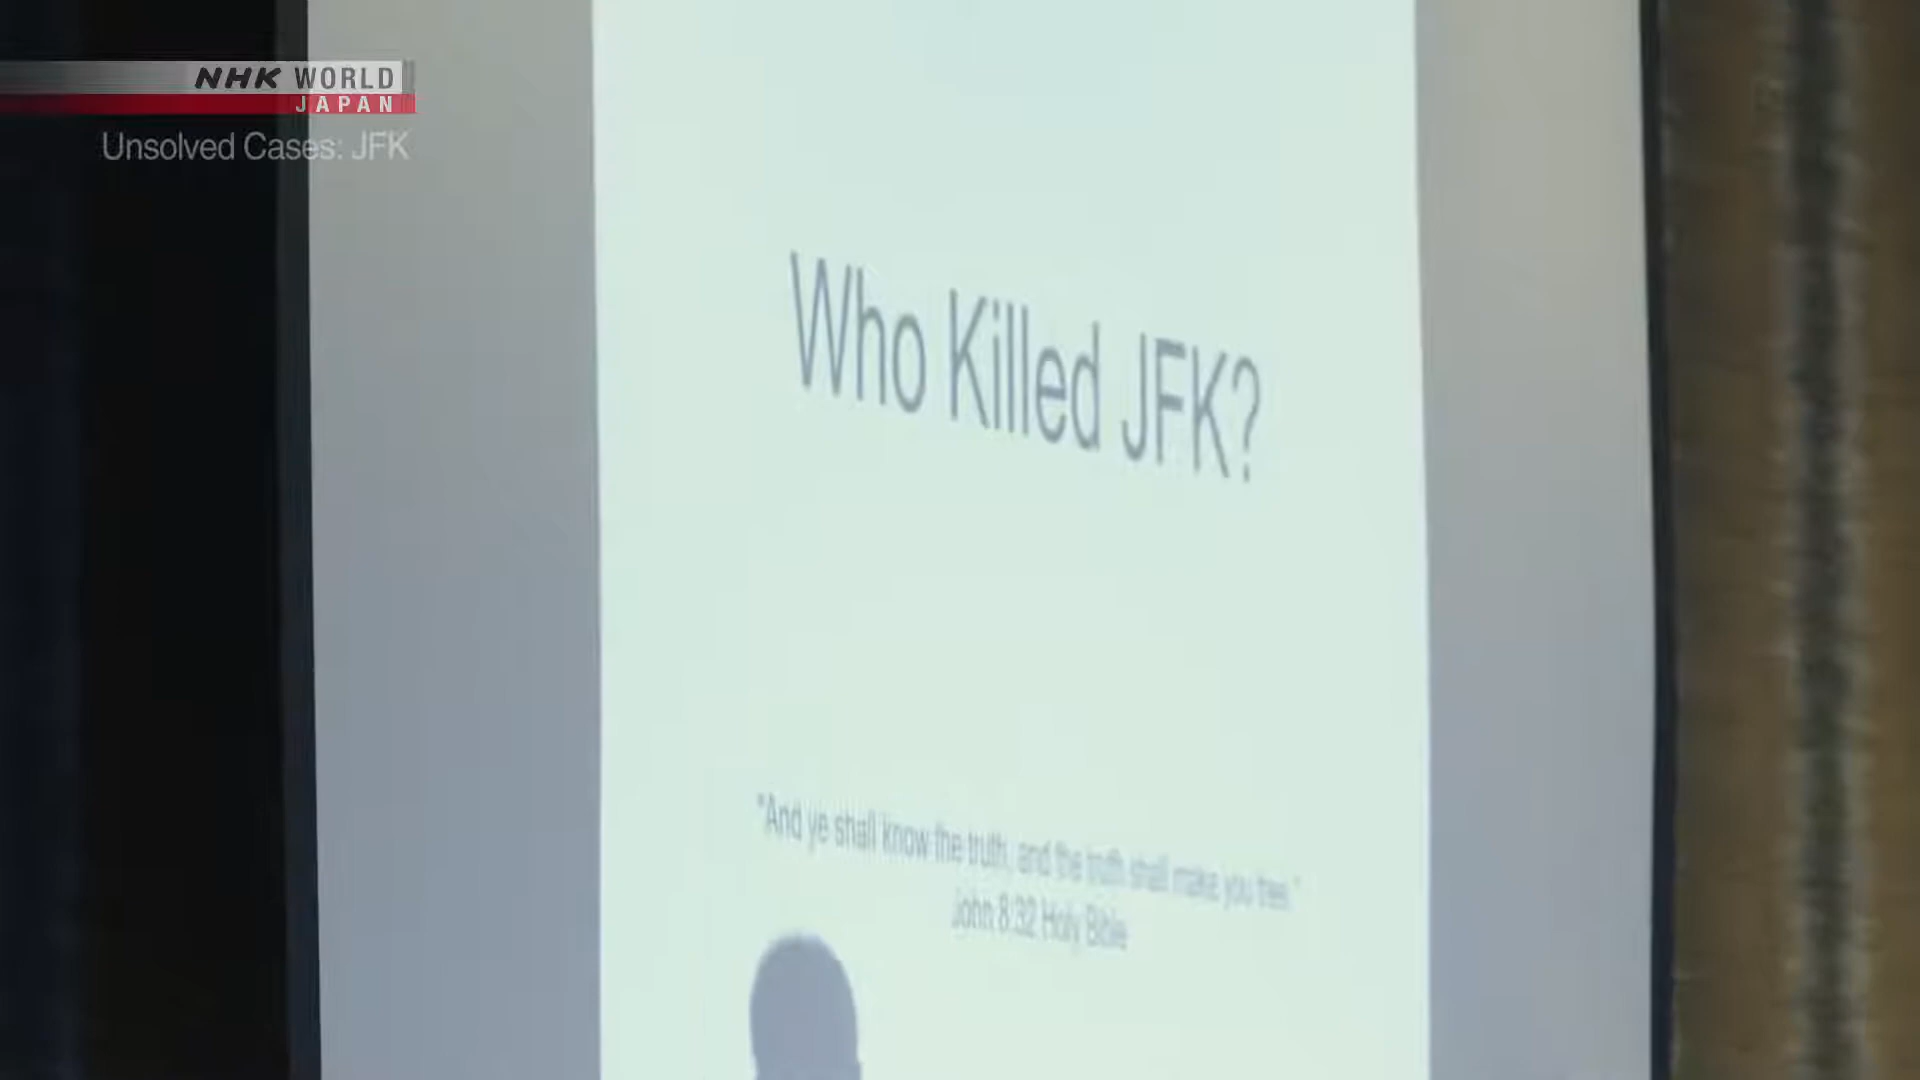 NHK WORLD
JAPAN
Unsolved Cases: JFK
Who Killed JFK?
"And ye shall know the truth, and the truth shall make you free."
John 8:32 Holy Bible